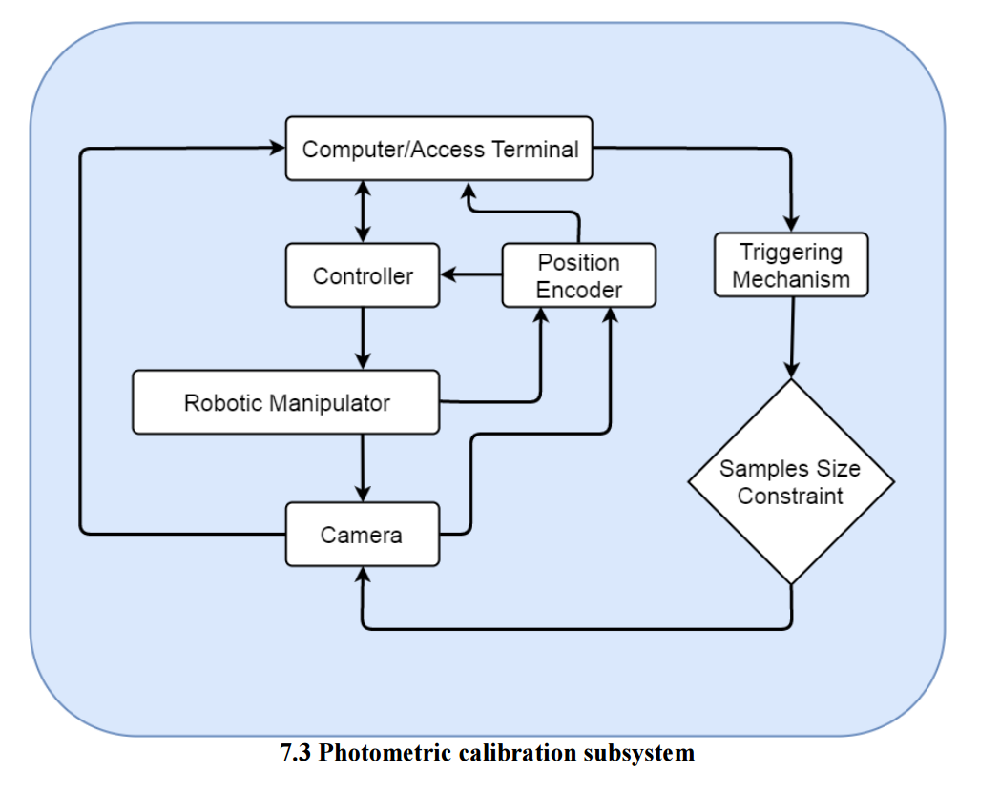 Computer/Access Terminal
Controller
Position
Encoder
Triggering
Mechanism
Robotic Manipulator
Samples Size
Constraint
Camera
7.3 Photometric calibration subsystem